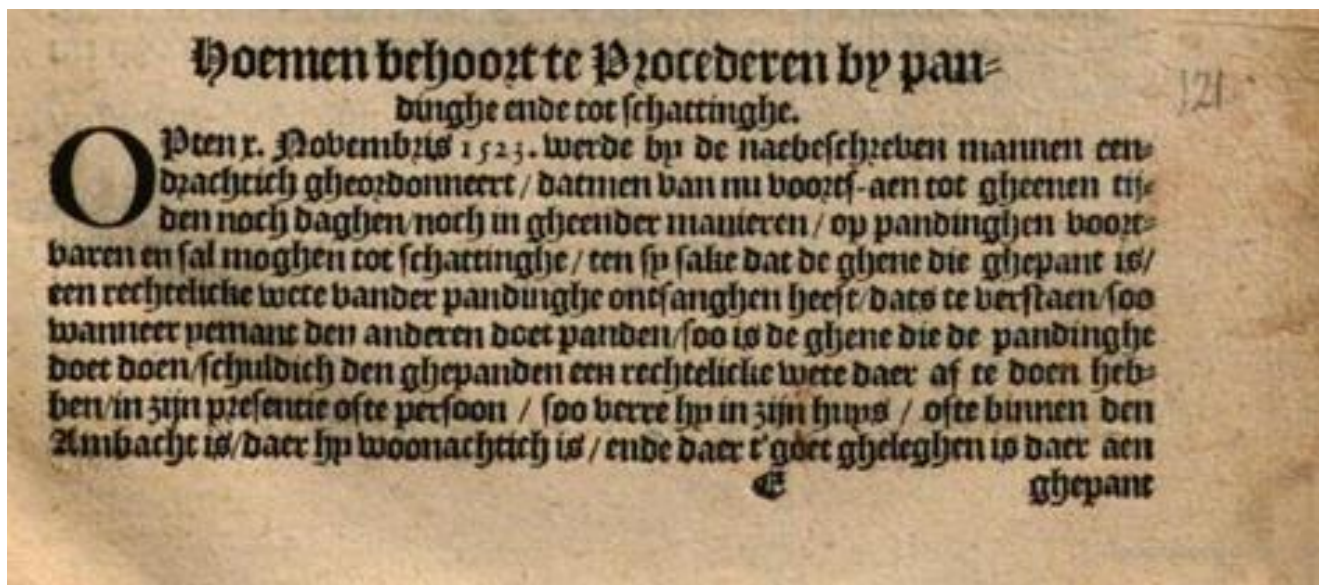 Hoemen behoort te Procederen by pan-
dinghe ende tot schattinghe.
121
OPten x. Novembris 1523. werde by de naebeschreven mannen een-
drachtich gheordonneert / datmen van nu voorts-aen tot gheenen tij-
den noch daghen/noch in gheender manieren / op pandinghen voort-
varen en sal moghen tot schattinghe / ten sy sake dat de ghene die ghepant is/
een rechtelicke wete vander pandinghe ontfanghen heeft/dats te verstaen/soo
wanneer yemant den anderen doet panden/soo is de ghene die de pandinghe
doet doen/schuldich den ghepanden een rechtelicke wete daer af te doen heb-
ben/in zijn presentie ofte persoon / soo verre hy in zijn huys / ofte binnen den
Ambacht is/daer hy woonachtich is / ende daer t'goet gheleghen is daer aen
E ghepant